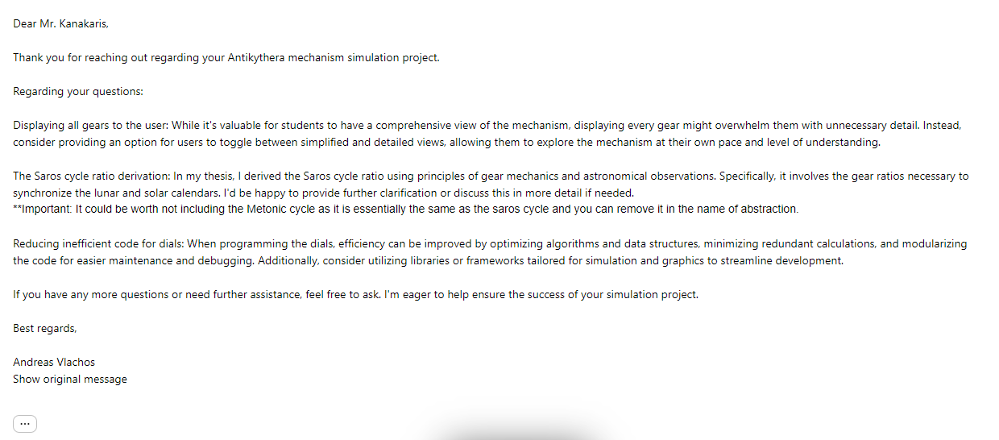 Dear Mr. Kanakaris,
Thank you for reaching out regarding your Antikythera mechanism simulation project.
Regarding your questions:
Displaying all gears to the user: While it's valuable for students to have a comprehensive view of the mechanism, displaying every gear might overwhelm them with unnecessary detail. Instead,
consider providing an option for users to toggle between simplified and detailed views, allowing them to explore the mechanism at their own pace and level of understanding.
The Saros cycle ratio derivation: In my thesis, I derived the Saros cycle ratio using principles of gear mechanics and astronomical observations. Specifically, it involves the gear ratios necessary to
synchronize the lunar and solar calendars. I'd be happy to provide further clarification or discuss this in more detail if needed.
**Important: It could be worth not including the Metonic cycle as it is essentially the same as the saros cycle and you can remove it in the name of abstraction.
Reducing inefficient code for dials: When programming the dials, efficiency can be improved by optimizing algorithms and data structures, minimizing redundant calculations, and modularizing
the code for easier maintenance and debugging. Additionally, consider utilizing libraries or frameworks tailored for simulation and graphics to streamline development.
If you have any more questions or need further assistance, feel free to ask. I'm eager to help ensure the success of your simulation project.
Best regards,
Andreas Vlachos
Show original message
...